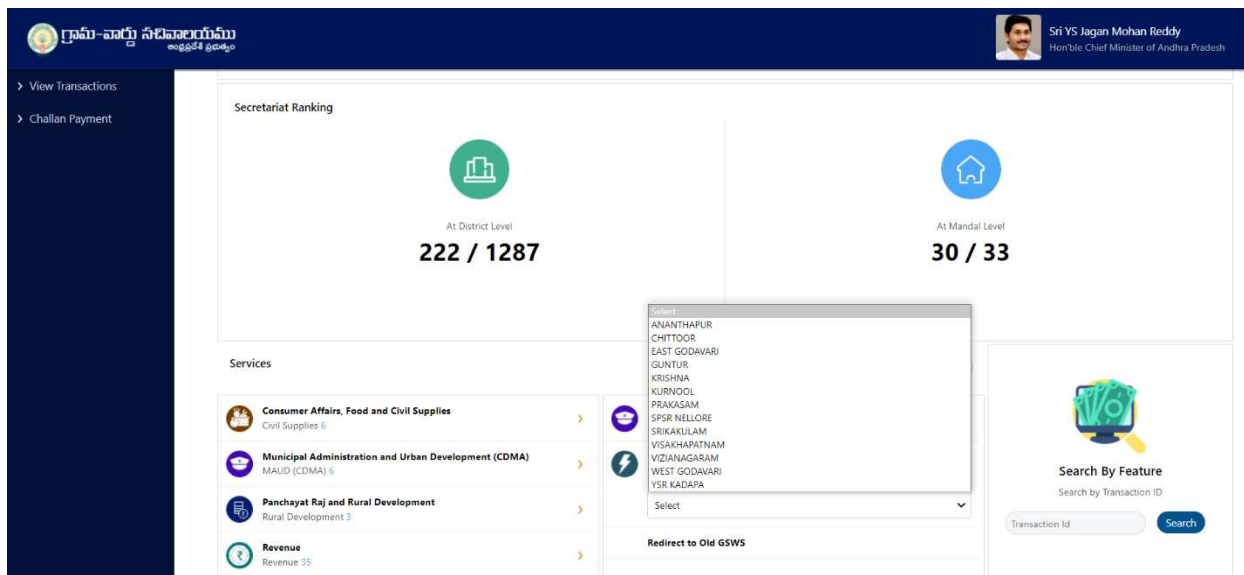 గ్రామ-వార్డు సచివాలయము
ఆంధ్రప్రదేశ్ ప్రభుత్వం
Sri YS Jagan Mohan Reddy
Hon'ble Chief Minister of Andhra Pradesh
View Transactions
Challan Payment
Secretariat Ranking
At District Level
222 / 1287
At Mandal Level
30 / 33
Services
Consumer Affairs, Food and Civil Supplies
Civil Supplies 6
Municipal Administration and Urban Development (CDMA)
MAUD (CDMA) 6
Panchayat Raj and Rural Development
Rural Development 3
Revenue
Revenue 35
Select
ANANTHAPUR
CHITTOOR
EAST GODAVARI
GUNTUR
KRISHNA
KURNOOL
PRAKASAM
SPSR NELLORE
SRIKAKULAM
VISAKHAPATNAM
VIZIANAGARAM
WEST GODAVARI
YSR KADAPA
Select
Redirect to Old GSWS
Search By Feature
Search by Transaction ID
Transaction Id
Search